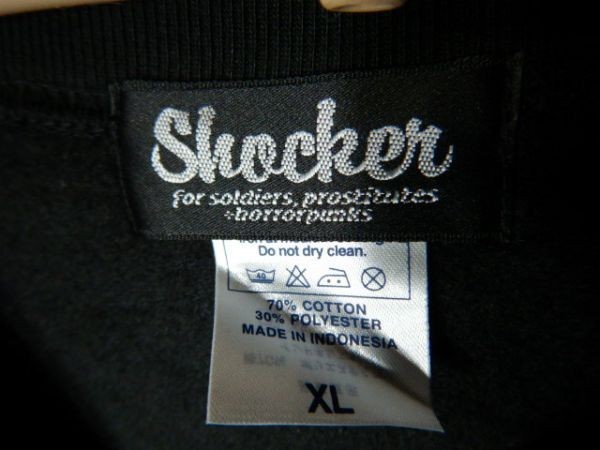 Shocker
for soldiers, prostitutes
+horrorpunks
Do not dry clean.
40
70% COTTON
30% POLYESTER
MADE IN INDONESIA
XL